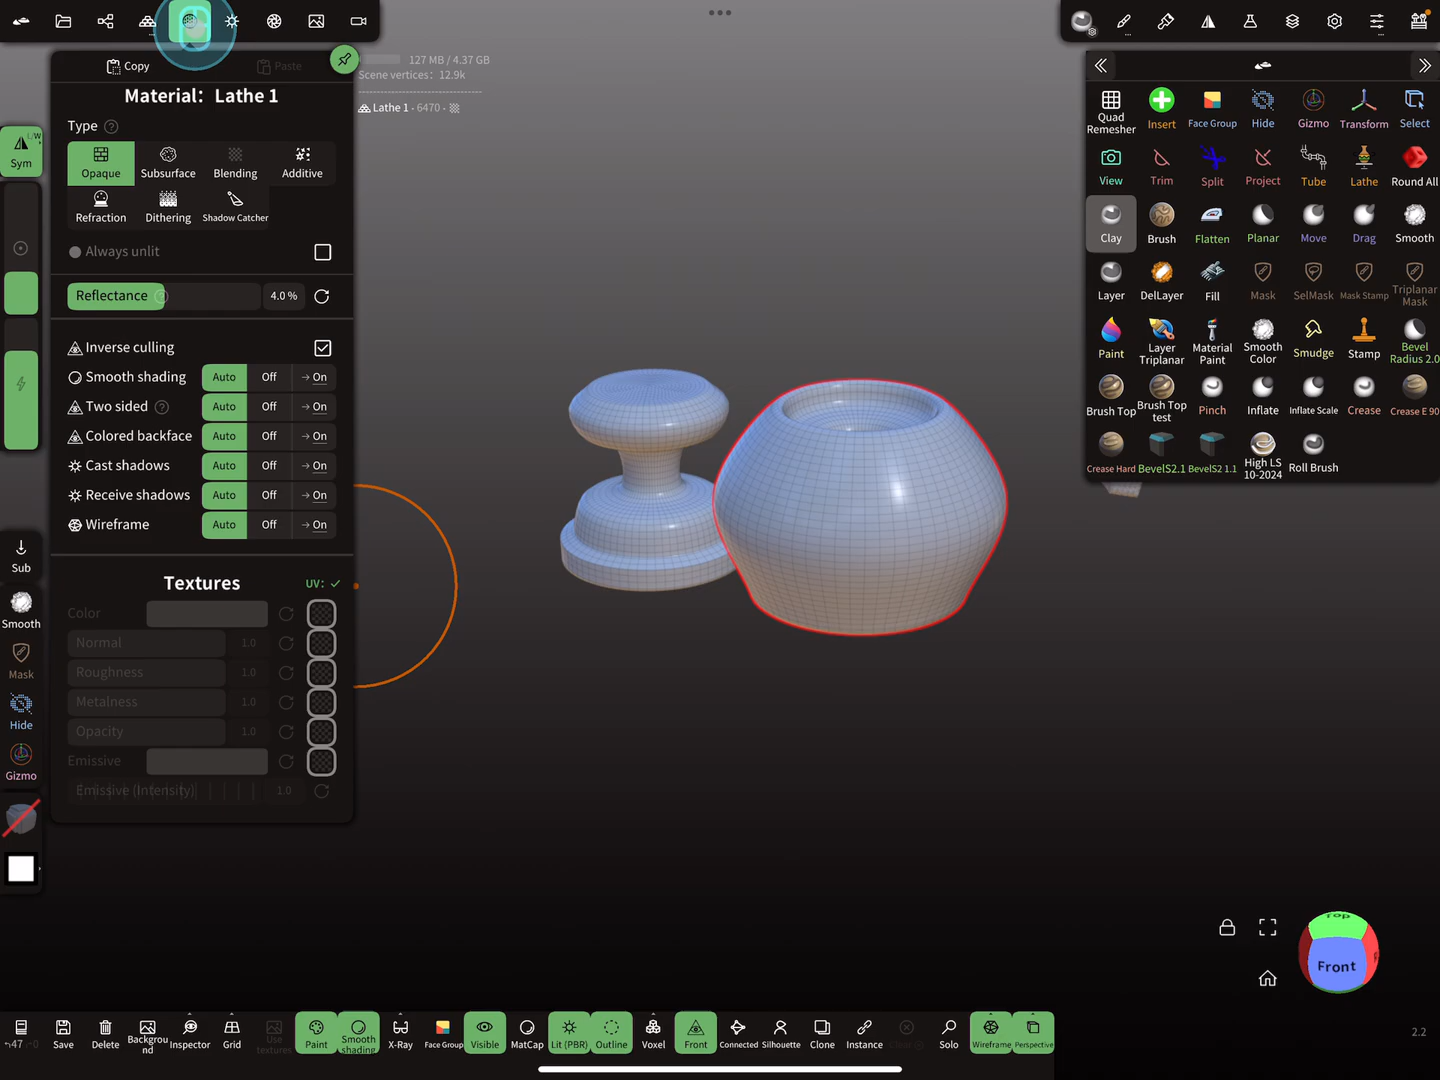 Copy
Paste
127 MB / 4.37 GB
Scene vertices: 12.9k
Lathe 1 - 6470 -
Material: Lathe 1
Type ?
Opaque
Subsurface
Blending
Additive
Refraction
Dithering
Shadow Catcher
Always unlit
Reflectance ? 4.0 %
Inverse culling
Smooth shading Auto Off → On
Two sided ? Auto Off → On
Colored backface Auto Off → On
Cast shadows Auto Off → On
Receive shadows Auto Off → On
Wireframe Auto Off → On
Textures UV: ✓
Color
Normal 1.0
Roughness 1.0
Metalness 1.0
Opacity 1.0
Emissive
Emissive (Intensity) 1.0
L/W
Sym
Sub
Smooth
Mask
Hide
Gizmo
Quad Remesher
Insert
Face Group
Hide
Gizmo
Transform
Select
View
Trim
Split
Project
Tube
Lathe
Round All
Clay
Brush
Flatten
Planar
Move
Drag
Smooth
Layer
DelLayer
Fill
Mask
SelMask
Mask Stamp
Triplanar Mask
Paint
Layer Triplanar
Material Paint
Smooth Color
Smudge
Stamp
Bevel Radius 2.0
Brush Top
Brush Top test
Pinch
Inflate
Inflate Scale
Crease
Crease E 90
Crease Hard
BevelS2.1
BevelS2 1.1
High LS 10-2024
Roll Brush
Top
Front
2.2
47 -0
Save
Delete
Background
Inspector
Grid
Use textures
Paint
Smooth shading
X-Ray
Face Group
Visible
MatCap
Lit (PBR)
Outline
Voxel
Front
Connected
Silhouette
Clone
Instance
Solo
Wireframe
Perspective